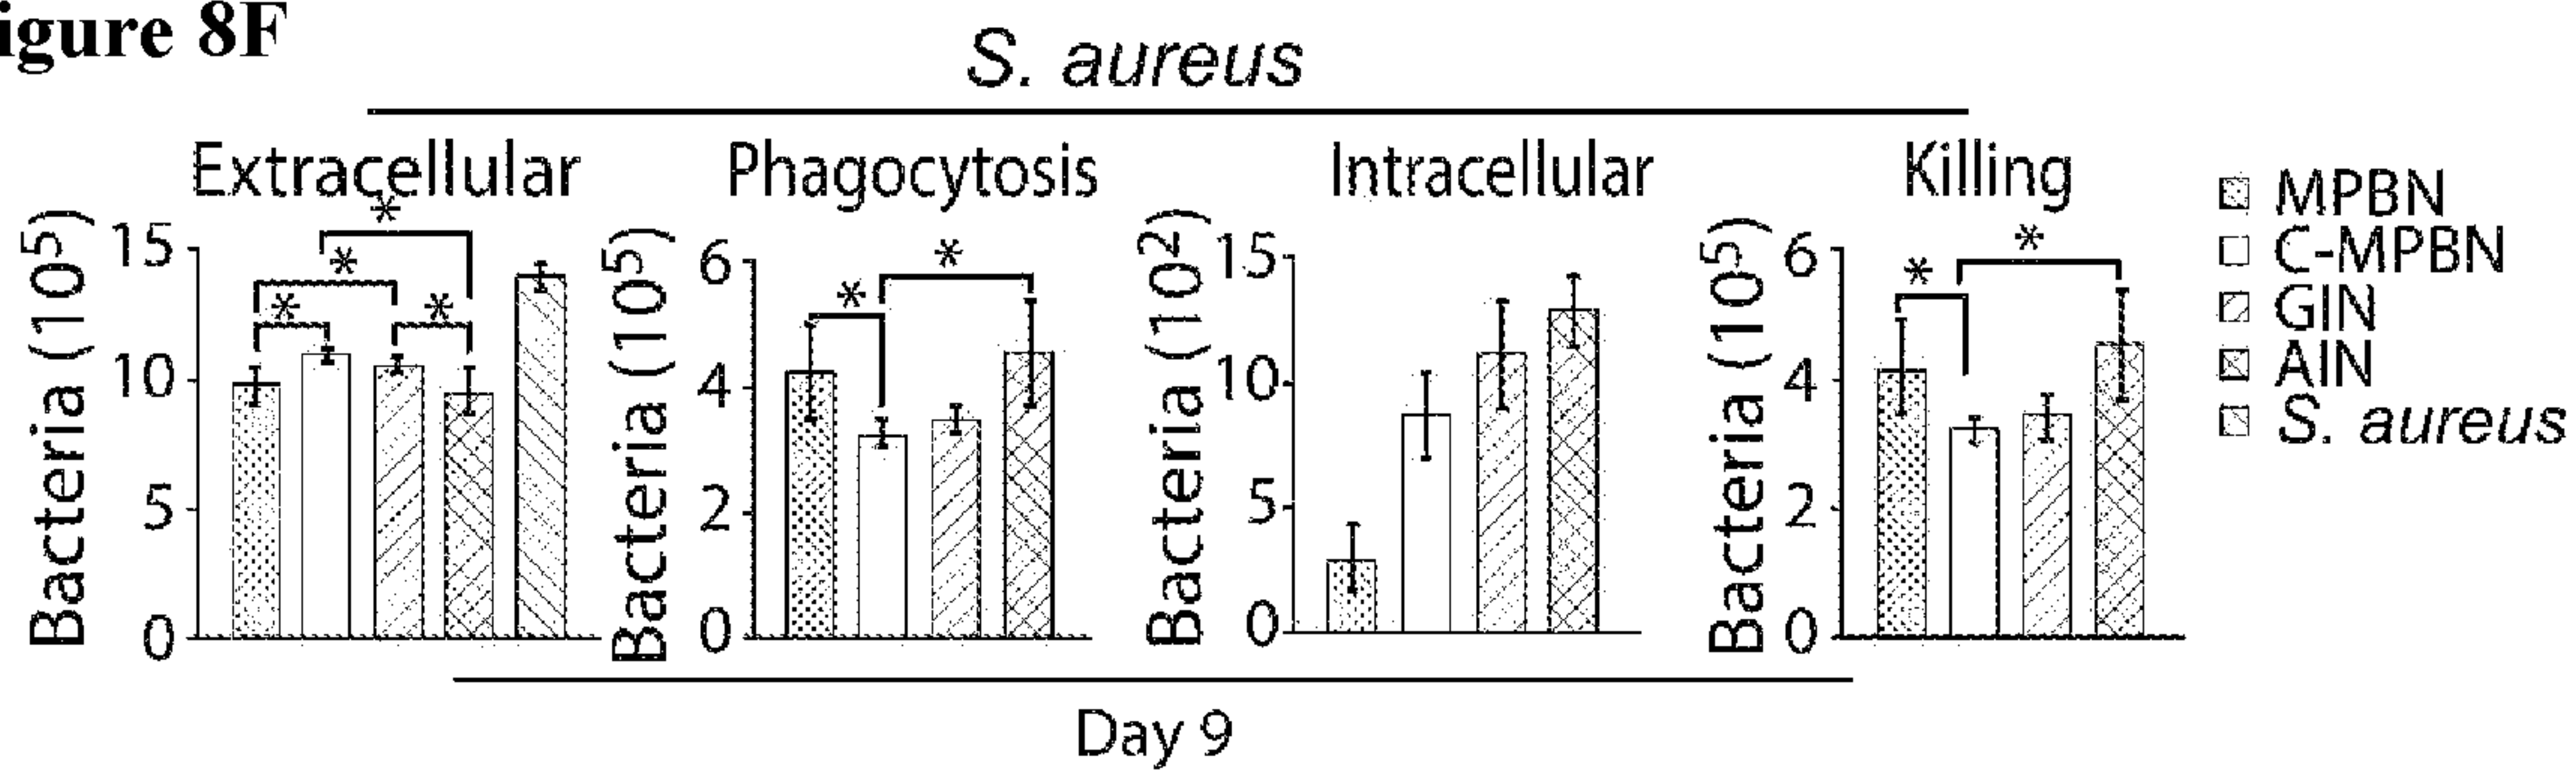 igure 8F
S. aureus
Extracellular
Phagocytosis
Intracellular
Killing
Bacteria (10⁵)
15
10
5
0
*
*
*
*
Bacteria (10⁵)
6
4
2
0
*
*
Bacteria (10²)
15
10
5
0
Bacteria (10⁵)
6
4
2
0
*
*
MPBN
C-MPBN
GIN
AIN
S. aureus
Day 9